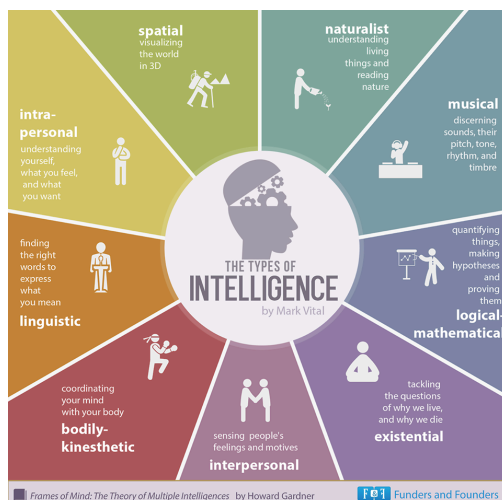 spatial
visualizing
the world
in 3D
naturalist
understanding
living
things and
reading
nature
musical
discerning
sounds, their
pitch, tone,
rhythm, and
timbre
quantifying
things,
making
hypotheses
and
proving
them
logical-
mathematical
tackling
the questions
of why we live,
and why we die
existential
sensing people's
feelings and motives
interpersonal
coordinating
your mind
with your body
bodily-
kinesthetic
finding
the right
words to
express
what
you mean
linguistic
intra-
personal
understanding
yourself,
what you feel,
and what
you want
THE TYPES OF
INTELLIGENCE
by Mark Vital
Frames of Mind: The Theory of Multiple Intelligences by Howard Gardner
F&F Funders and Founders